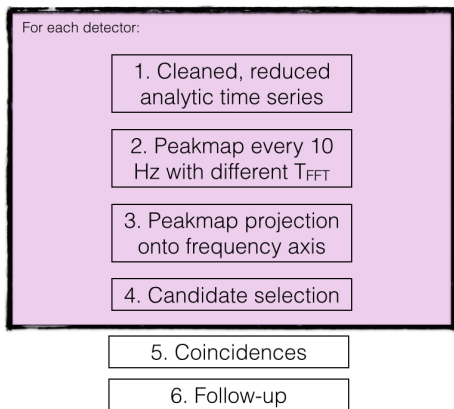 For each detector:
1. Cleaned, reduced
analytic time series
2. Peakmap every 10
Hz with different TFFT
3. Peakmap projection
onto frequency axis
4. Candidate selection
5. Coincidences
6. Follow-up